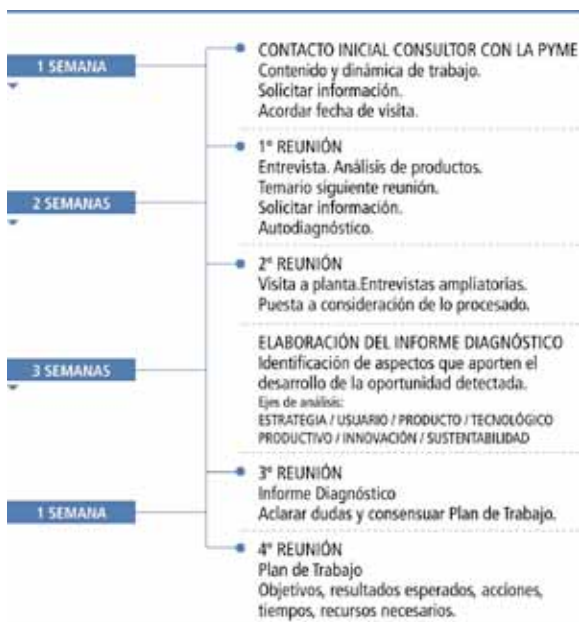 1 SEMANA
CONTACTO INICIAL CONSULTOR CON LA PYME
Contenido y dinámica de trabajo.
Solicitar información.
Acordar fecha de visita.
2 SEMANAS
1º REUNIÓN
Entrevista. Análisis de productos.
Temario siguiente reunión.
Solicitar información.
Autodiagnóstico.
2º REUNIÓN
Visita a planta.Entrevistas ampliatorias.
Puesta a consideración de lo procesado.
3 SEMANAS
ELABORACIÓN DEL INFORME DIAGNÓSTICO
Identificación de aspectos que aporten el
desarrollo de la oportunidad detectada.
Ejes de análisis:
ESTRATEGIA / USUARIO / PRODUCTO / TECNOLÓGICO
PRODUCTIVO / INNOVACIÓN / SUSTENTABILIDAD
1 SEMANA
3º REUNIÓN
Informe Diagnóstico
Aclarar dudas y consensuar Plan de Trabajo.
4º REUNIÓN
Plan de Trabajo
Objetivos, resultados esperados, acciones,
tiempos, recursos necesarios.